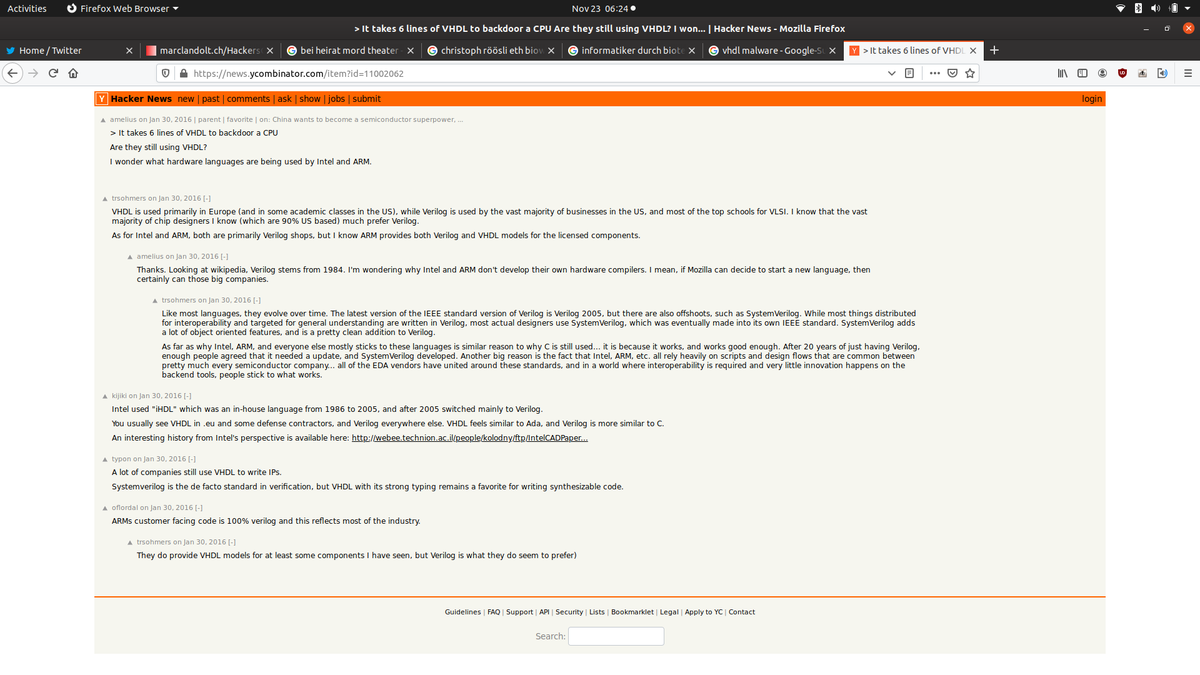 Activities Firefox Web Browser Nov 23 06:24
> It takes 6 lines of VHDL to backdoor a CPU Are they still using VHDL? I won... | Hacker News - Mozilla Firefox
Home / Twitter marclandolt.ch/Hackers bei heirat mord theater christoph röösli eth bio informatiker durch biot vhdl malware - Google-S > It takes 6 lines of VHD
https://news.ycombinator.com/item?id=11002062
Y Hacker News new | past | comments | ask | show | jobs | submit login
amelius on Jan 30, 2016 | parent | favorite | on: China wants to become a semiconductor superpower, ...
> It takes 6 lines of VHDL to backdoor a CPU
Are they still using VHDL?
I wonder what hardware languages are being used by Intel and ARM.
trsohmers on Jan 30, 2016 [-]
VHDL is used primarily in Europe (and in some academic classes in the US), while Verilog is used by the vast majority of businesses in the US, and most of the top schools for VLSI. I know that the vast
majority of chip designers I know (which are 90% US based) much prefer Verilog.
As for Intel and ARM, both are primarily Verilog shops, but I know ARM provides both Verilog and VHDL models for the licensed components.
amelius on Jan 30, 2016 [-]
Thanks. Looking at wikipedia, Verilog stems from 1984. I'm wondering why Intel and ARM don't develop their own hardware compilers. I mean, if Mozilla can decide to start a new language, then
certainly can those big companies.
trsohmers on Jan 30, 2016 [-]
Like most languages, they evolve over time. The latest version of the IEEE standard version of Verilog is Verilog 2005, but there are also offshoots, such as SystemVerilog. While most things distributed
for interoperability and targeted for general understanding are written in Verilog, most actual designers use SystemVerilog, which was eventually made into its own IEEE standard. SystemVerilog adds
a lot of object oriented features, and is a pretty clean addition to Verilog.
As far as why Intel, ARM, and everyone else mostly sticks to these languages is similar reason to why C is still used... it is because it works, and works good enough. After 20 years of just having Verilog,
enough people agreed that it needed a update, and SystemVerilog developed. Another big reason is the fact that Intel, ARM, etc. all rely heavily on scripts and design flows that are common between
pretty much every semiconductor company... all of the EDA vendors have united around these standards, and in a world where interoperability is required and very little innovation happens on the
backend tools, people stick to what works.
kijiki on Jan 30, 2016 [-]
Intel used "iHDL" which was an in-house language from 1986 to 2005, and after 2005 switched mainly to Verilog.
You usually see VHDL in .eu and some defense contractors, and Verilog everywhere else. VHDL feels similar to Ada, and Verilog is more similar to C.
An interesting history from Intel's perspective is available here: http://webee.technion.ac.il/people/kolodny/ftp/IntelCADPaper...
typon on Jan 30, 2016 [-]
A lot of companies still use VHDL to write IPs.
Systemverilog is the de facto standard in verification, but VHDL with its strong typing remains a favorite for writing synthesizable code.
oflordal on Jan 30, 2016 [-]
ARMs customer facing code is 100% verilog and this reflects most of the industry.
trsohmers on Jan 30, 2016 [-]
They do provide VHDL models for at least some components I have seen, but Verilog is what they do seem to prefer)
Guidelines | FAQ | Support | API | Security | Lists | Bookmarklet | Legal | Apply to YC | Contact
Search: